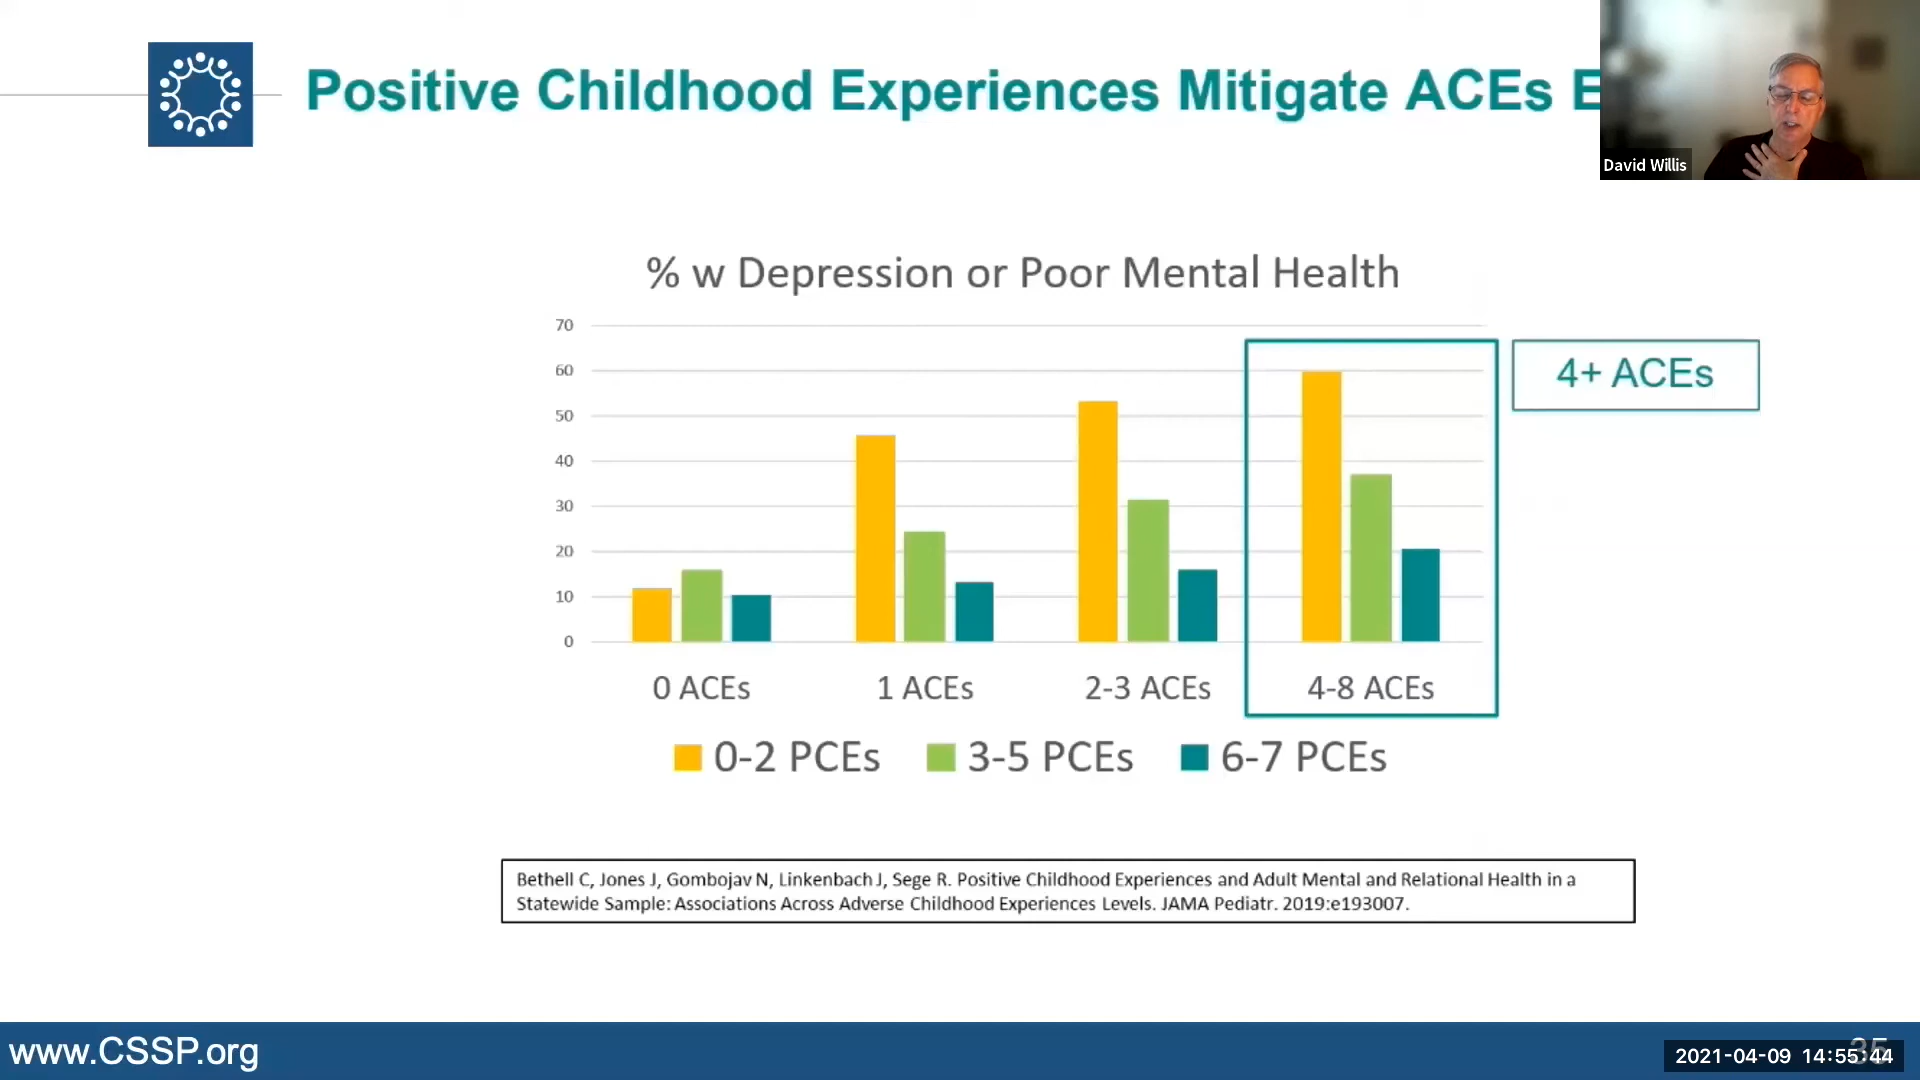 Positive Childhood Experiences Mitigate ACEs E
David Willis
% w Depression or Poor Mental Health
70
60
50
40
30
20
10
0
4+ ACEs
0 ACEs
1 ACEs
2-3 ACEs
4-8 ACEs
0-2 PCEs
3-5 PCEs
6-7 PCEs
Bethell C, Jones J, Gombojav N, Linkenbach J, Sege R. Positive Childhood Experiences and Adult Mental and Relational Health in a
Statewide Sample: Associations Across Adverse Childhood Experiences Levels. JAMA Pediatr. 2019:e193007.
www.CSSP.org
35
2021-04-09 14:55:44